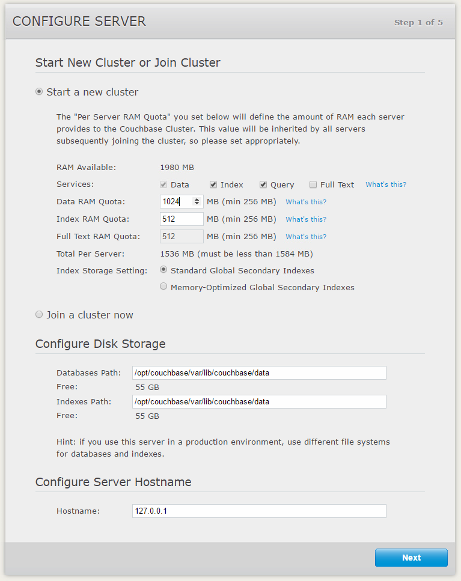 CONFIGURE SERVER Step 1 of 5
Start New Cluster or Join Cluster
Start a new cluster
The "Per Server RAM Quota" you set below will define the amount of RAM each server
provides to the Couchbase Cluster. This value will be inherited by all servers
subsequently joining the cluster, so please set appropriately.
RAM Available: 1980 MB
Services: Data Index Query Full Text What's this?
Data RAM Quota: 1024 MB (min 256 MB) What's this?
Index RAM Quota: 512 MB (min 256 MB) What's this?
Full Text RAM Quota: 512 MB (min 256 MB) What's this?
Total Per Server: 1536 MB (must be less than 1584 MB)
Index Storage Setting: Standard Global Secondary Indexes
Memory-Optimized Global Secondary Indexes
Join a cluster now
Configure Disk Storage
Databases Path: /opt/couchbase/var/lib/couchbase/data
Free: 55 GB
Indexes Path: /opt/couchbase/var/lib/couchbase/data
Free: 55 GB
Hint: if you use this server in a production environment, use different file systems
for databases and indexes.
Configure Server Hostname
Hostname: 127.0.0.1
Next